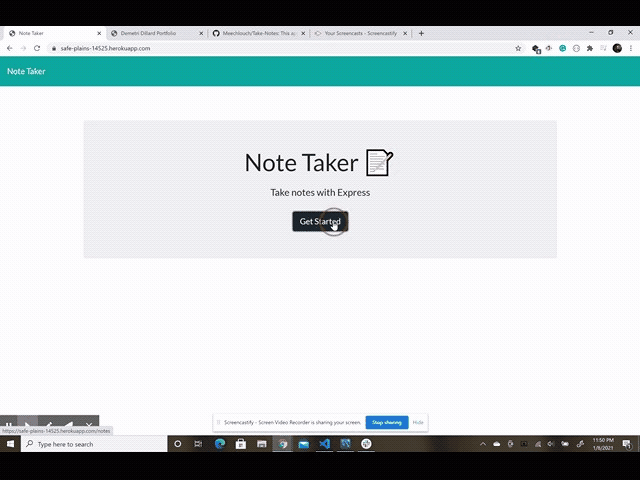 Note Taker
Demetri Dillard Portfolio
Meechlouch/Take-Notes: This ap
Your Screencasts - Screencastify
safe-plains-14525.herokuapp.com
Note Taker
Note Taker
Take notes with Express
Get Started
Screencastify - Screen Video Recorder is sharing your screen.
Stop sharing
Hide
https://safe-plains-14525.herokuapp.com/notes
Type here to search
11:50 PM
1/8/2021